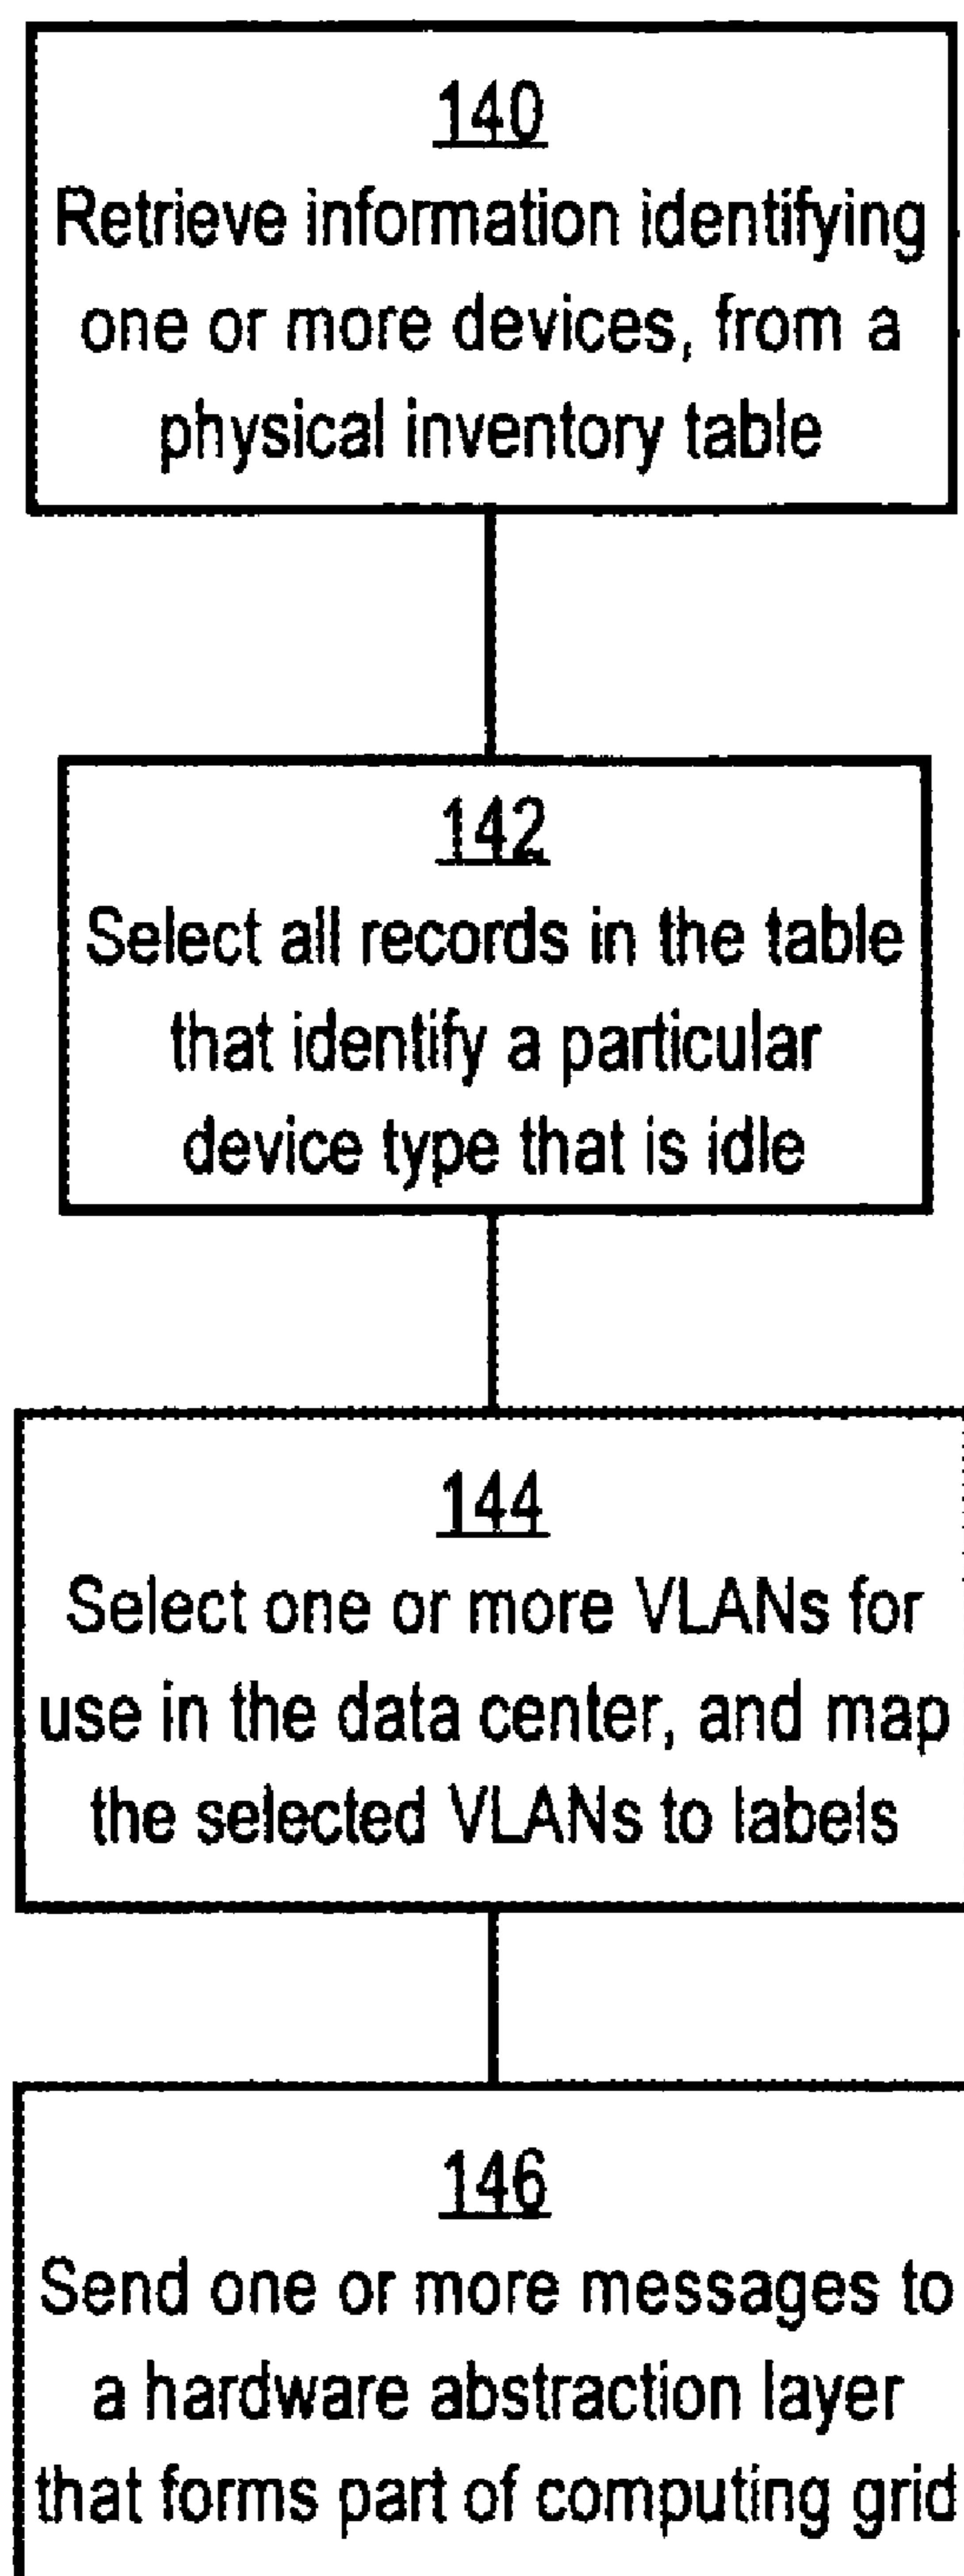 140
Retrieve information identifying
one or more devices, from a
physical inventory table
142
Select all records in the table
that identify a particular
device type that is idle
144
Select one or more VLANs for
use in the data center, and map
the selected VLANs to labels
146
Send one or more messages to
a hardware abstraction layer
that forms part of computing grid